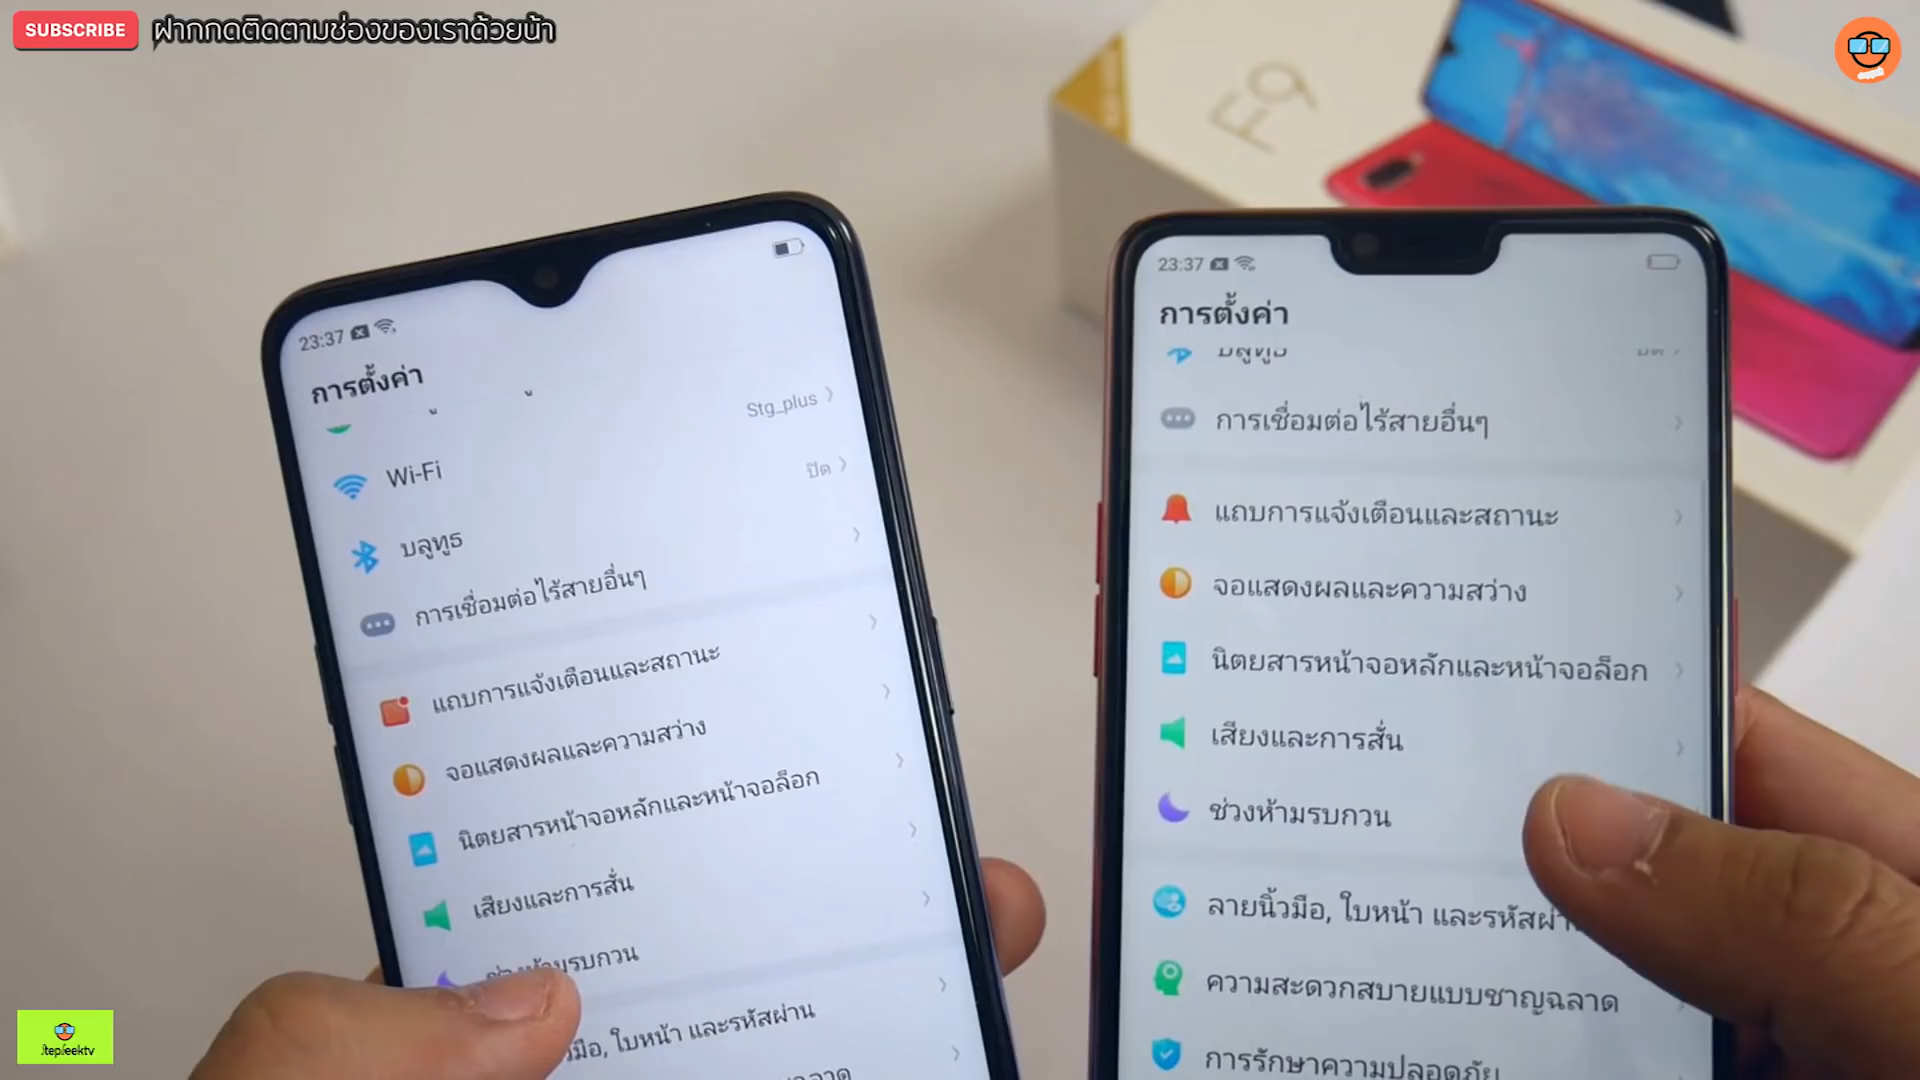 SUBSCRIBE ฝากกดติดตามช่องของเราด้วยน้า
F9
23:37
การตั้งค่า
Stg_plus
Wi-Fi
ปิด
บลูทูธ
การเชื่อมต่อไร้สายอื่นๆ
แถบการแจ้งเตือนและสถานะ
จอแสดงผลและความสว่าง
นิตยสารหน้าจอหลักและหน้าจอล็อก
เสียงและการสั่น
ช่วงห้ามรบกวน
ใบหน้า และรหัสผ่าน
23:37
การตั้งค่า
บลูทูธ
การเชื่อมต่อไร้สายอื่นๆ
แถบการแจ้งเตือนและสถานะ
จอแสดงผลและความสว่าง
นิตยสารหน้าจอหลักและหน้าจอล็อก
เสียงและการสั่น
ช่วงห้ามรบกวน
ลายนิ้วมือ, ใบหน้า และรหัสผ่า
ความสะดวกสบายแบบชาญฉลาด
การรักษาความปลอดภัย